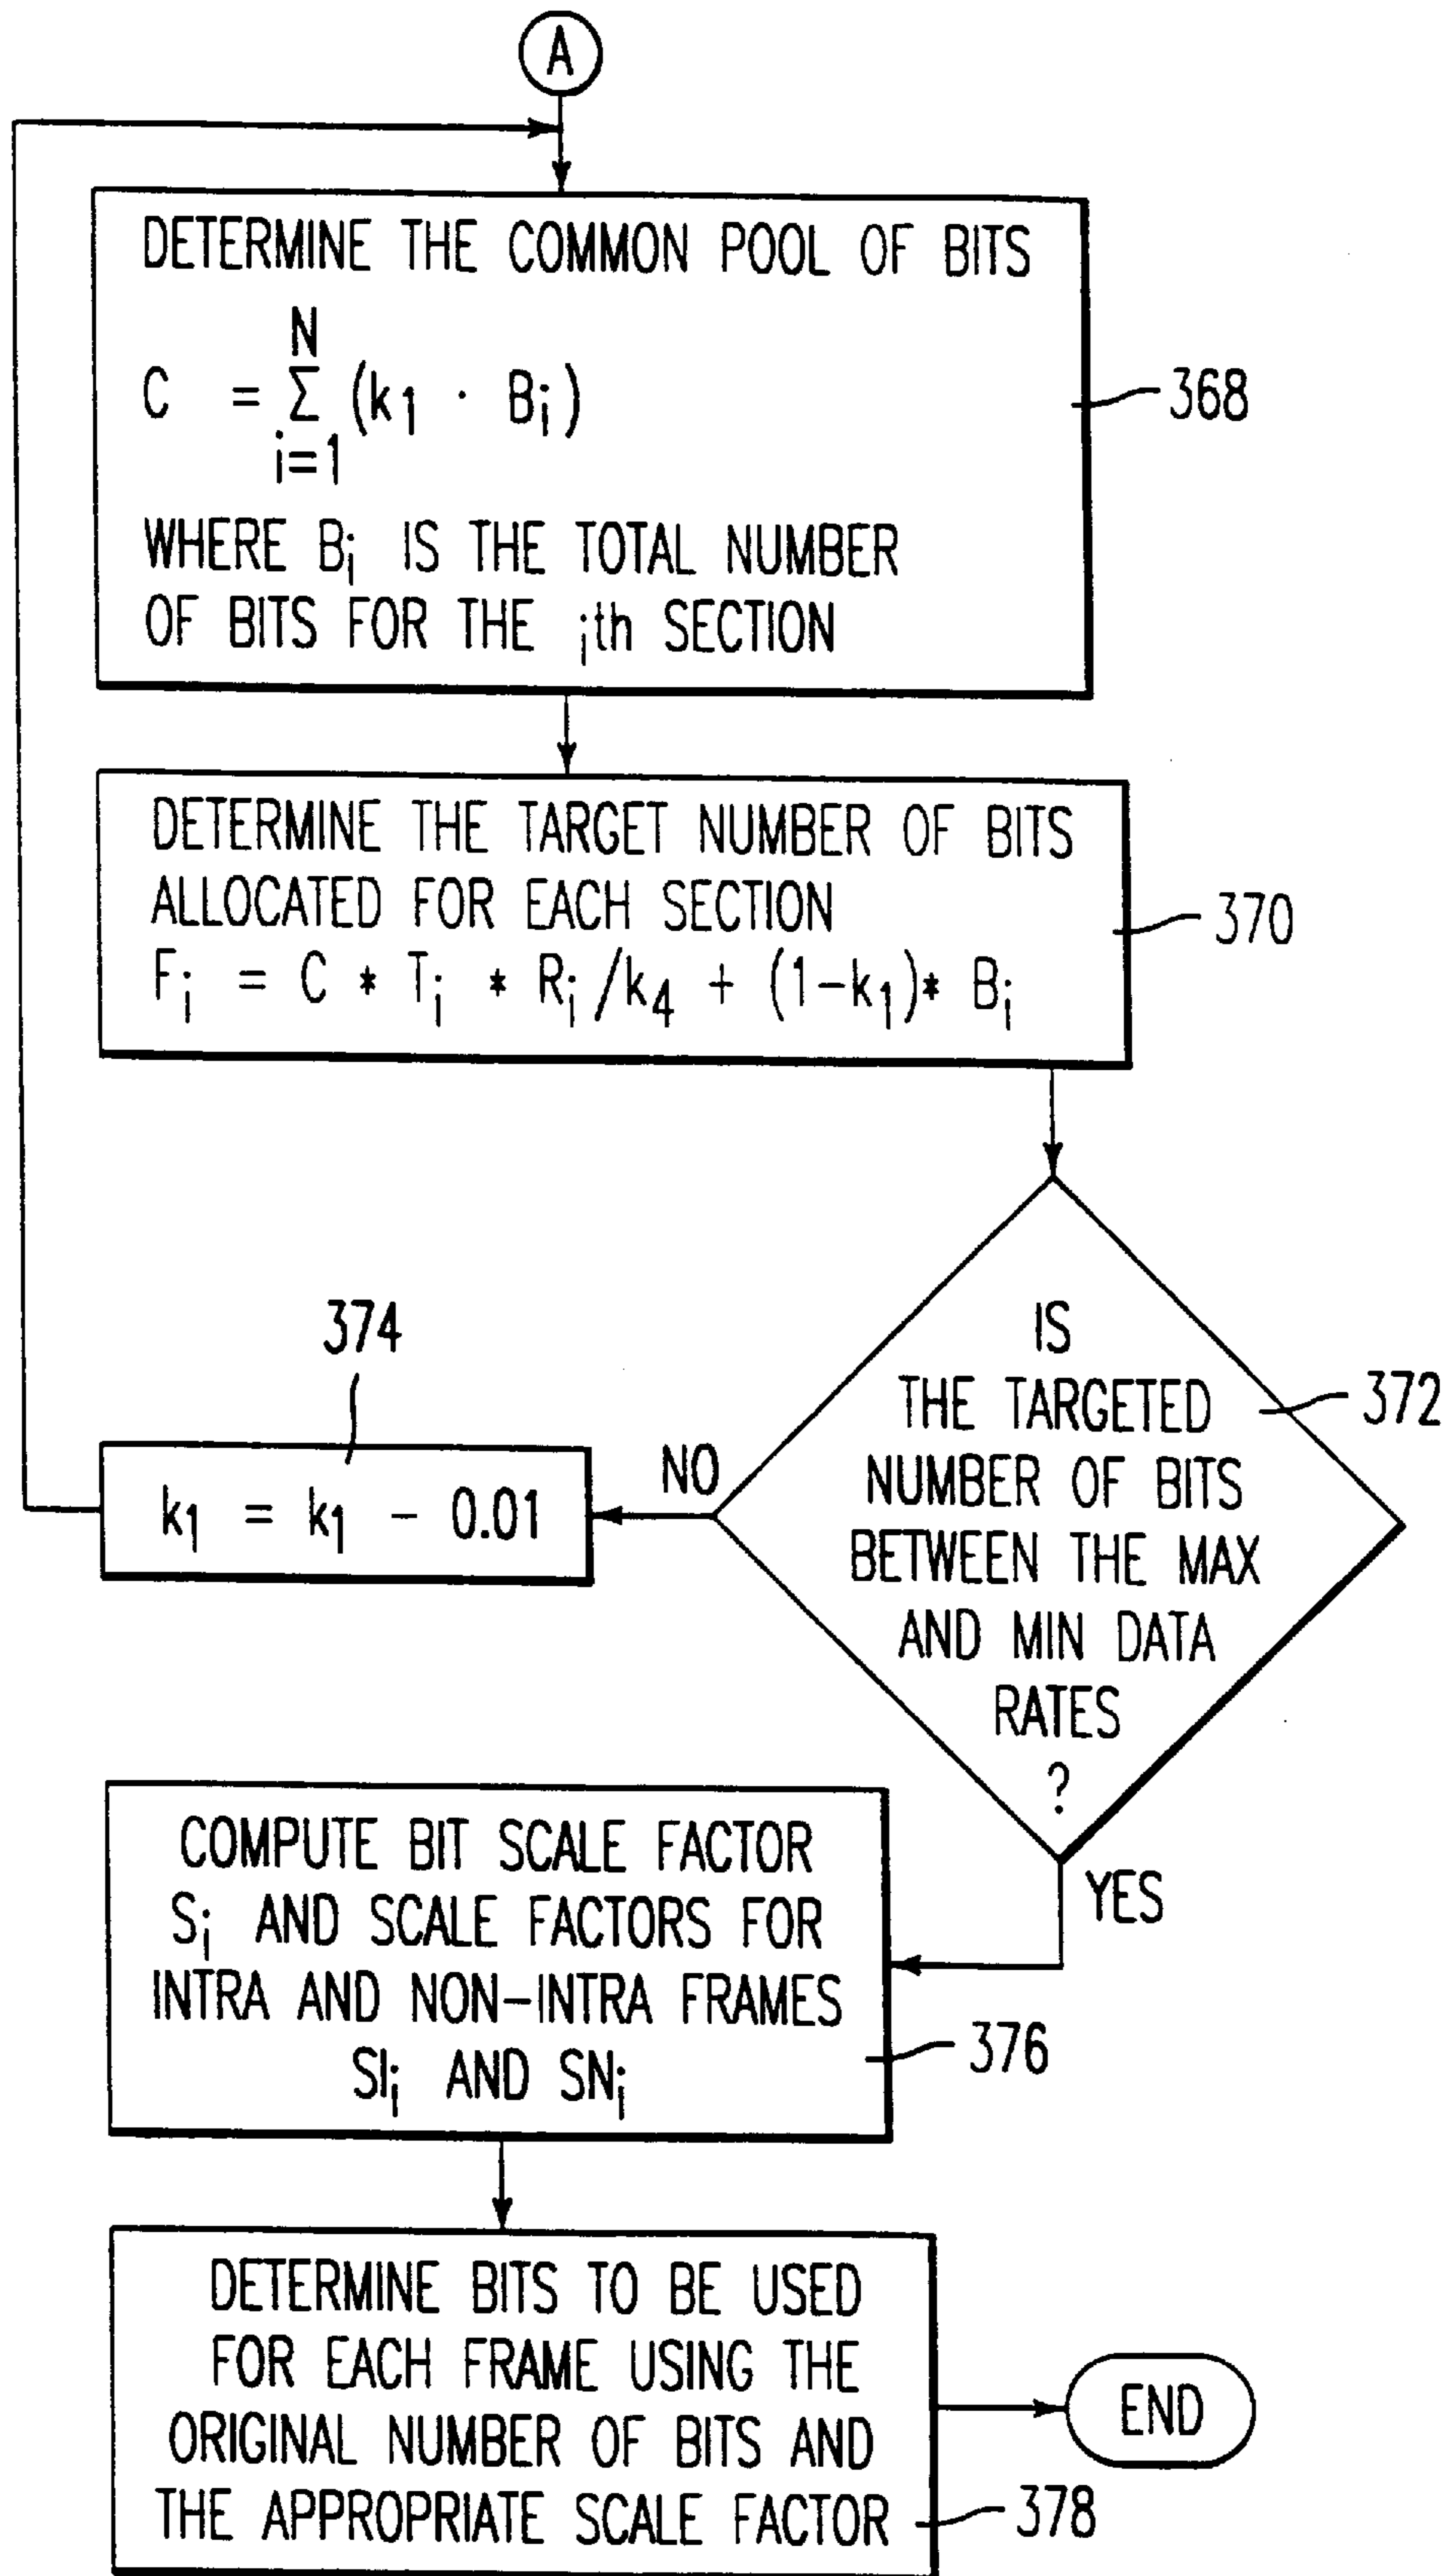 A
DETERMINE THE COMMON POOL OF BITS
N
C = Σ (k₁ · Bᵢ)
i=1
WHERE Bᵢ IS THE TOTAL NUMBER
OF BITS FOR THE ith SECTION
368
DETERMINE THE TARGET NUMBER OF BITS
ALLOCATED FOR EACH SECTION
Fᵢ = C * Tᵢ * Rᵢ/k₄ + (1-k₁)* Bᵢ
370
IS
THE TARGETED
NUMBER OF BITS
BETWEEN THE MAX
AND MIN DATA
RATES
?
372
NO
374
k₁ = k₁ - 0.01
YES
COMPUTE BIT SCALE FACTOR
Sᵢ AND SCALE FACTORS FOR
INTRA AND NON-INTRA FRAMES
SIᵢ AND SNᵢ
376
DETERMINE BITS TO BE USED
FOR EACH FRAME USING THE
ORIGINAL NUMBER OF BITS AND
THE APPROPRIATE SCALE FACTOR
378
END